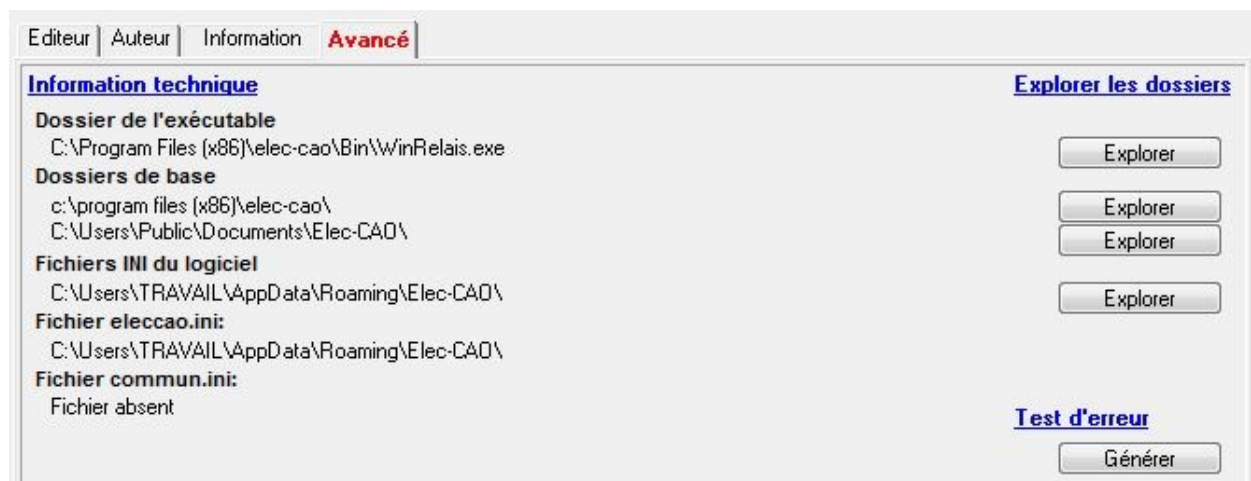 Editeur Auteur Information Avancé
Information technique Explorer les dossiers
Dossier de l'exécutable
C:\Program Files (x86)\elec-cao\Bin\WinRelais.exe Explorer
Dossiers de base
c:\program files (x86)\elec-cao\ Explorer
C:\Users\Public\Documents\Elec-CAO\ Explorer
Fichiers INI du logiciel
C:\Users\TRAVAIL\AppData\Roaming\Elec-CAO\ Explorer
Fichier eleccao.ini:
C:\Users\TRAVAIL\AppData\Roaming\Elec-CAO\
Fichier commun.ini:
Fichier absent
Test d'erreur
Générer